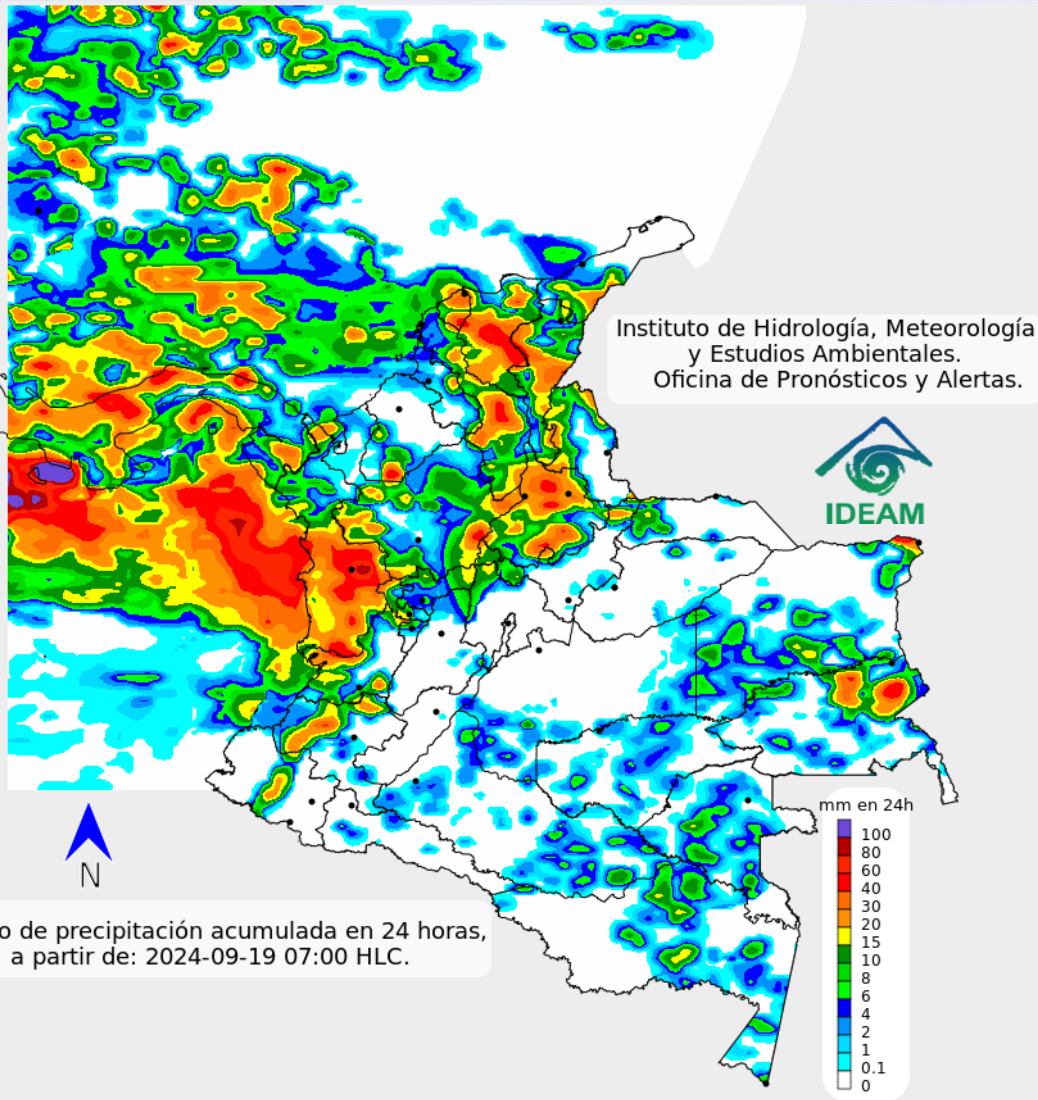 Instituto de Hidrología, Meteorología
y Estudios Ambientales.
Oficina de Pronósticos y Alertas.
IDEAM
N
o de precipitación acumulada en 24 horas,
a partir de: 2024-09-19 07:00 HLC.
mm en 24h
100
80
60
40
30
20
15
10
8
6
4
2
1
0.1
0